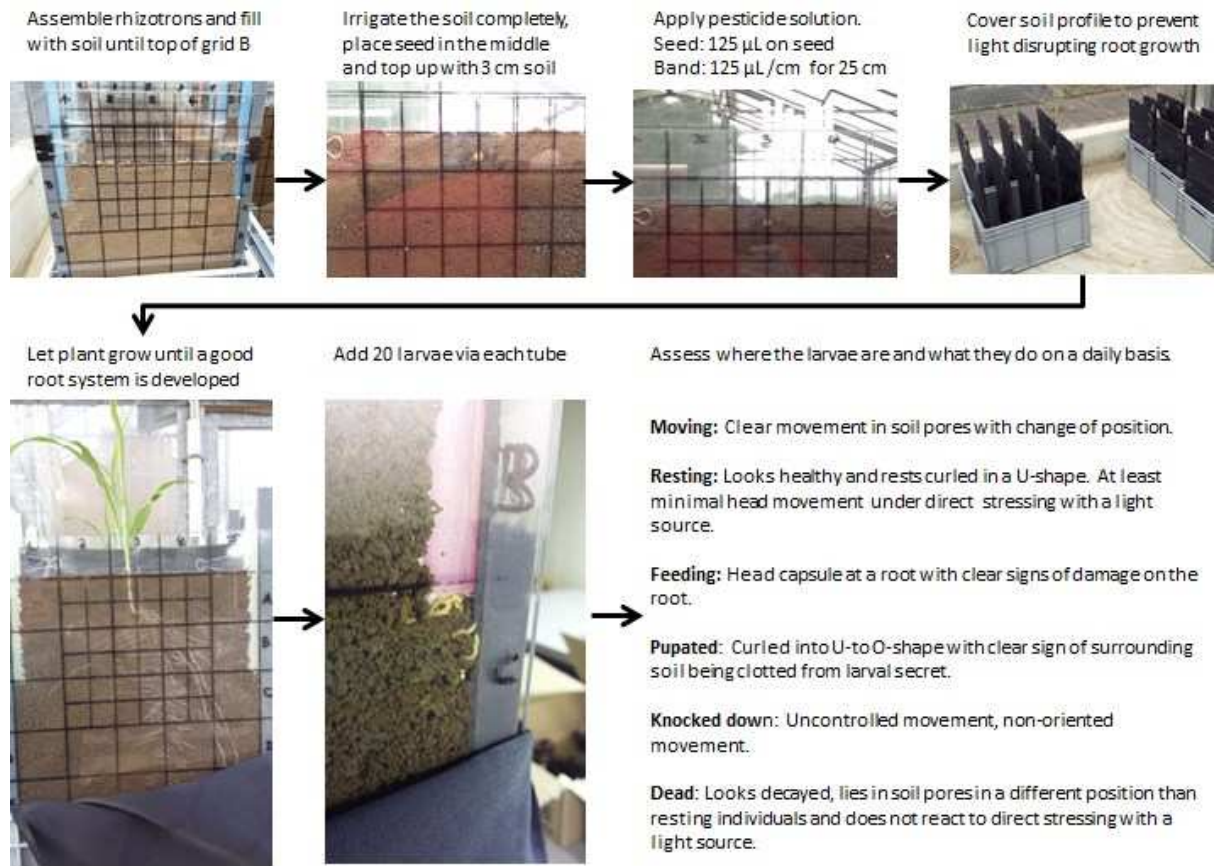 Assemble rhizotrons and fill
with soil until top of grid B
Irrigate the soil completely,
place seed in the middle
and top up with 3 cm soil
Apply pesticide solution.
Seed: 125 µL on seed
Band: 125 µL/cm for 25 cm
Cover soil profile to prevent
light disrupting root growth
Let plant grow until a good
root system is developed
Add 20 larvae via each tube
B
Assess where the larvae are and what they do on a daily basis.
Moving: Clear movement in soil pores with change of position.
Resting: Looks healthy and rests curled in a U-shape. At least
minimal head movement under direct stressing with a light
source.
Feeding: Head capsule at a root with clear signs of damage on the
root.
Pupated: Curled into U-to O-shape with clear sign of surrounding
soil being clotted from larval secret.
Knocked down: Uncontrolled movement, non-oriented
movement.
Dead: Looks decayed, lies in soil pores in a different position than
resting individuals and does not react to direct stressing with a
light source.